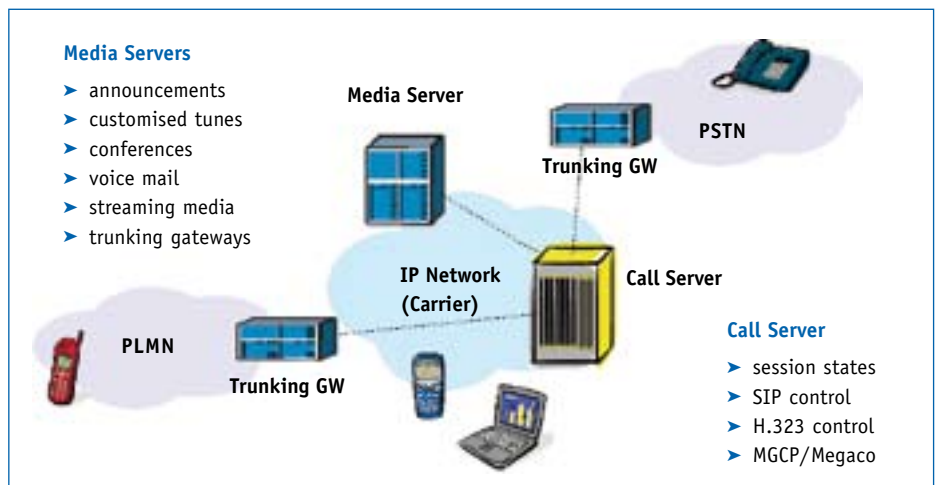 Media Servers
➤ announcements
➤ customised tunes
➤ conferences
➤ voice mail
➤ streaming media
➤ trunking gateways
Media Server
PSTN
Trunking GW
IP Network
(Carrier)
Call Server
PLMN
Trunking GW
Call Server
➤ session states
➤ SIP control
➤ H.323 control
➤ MGCP/Megaco